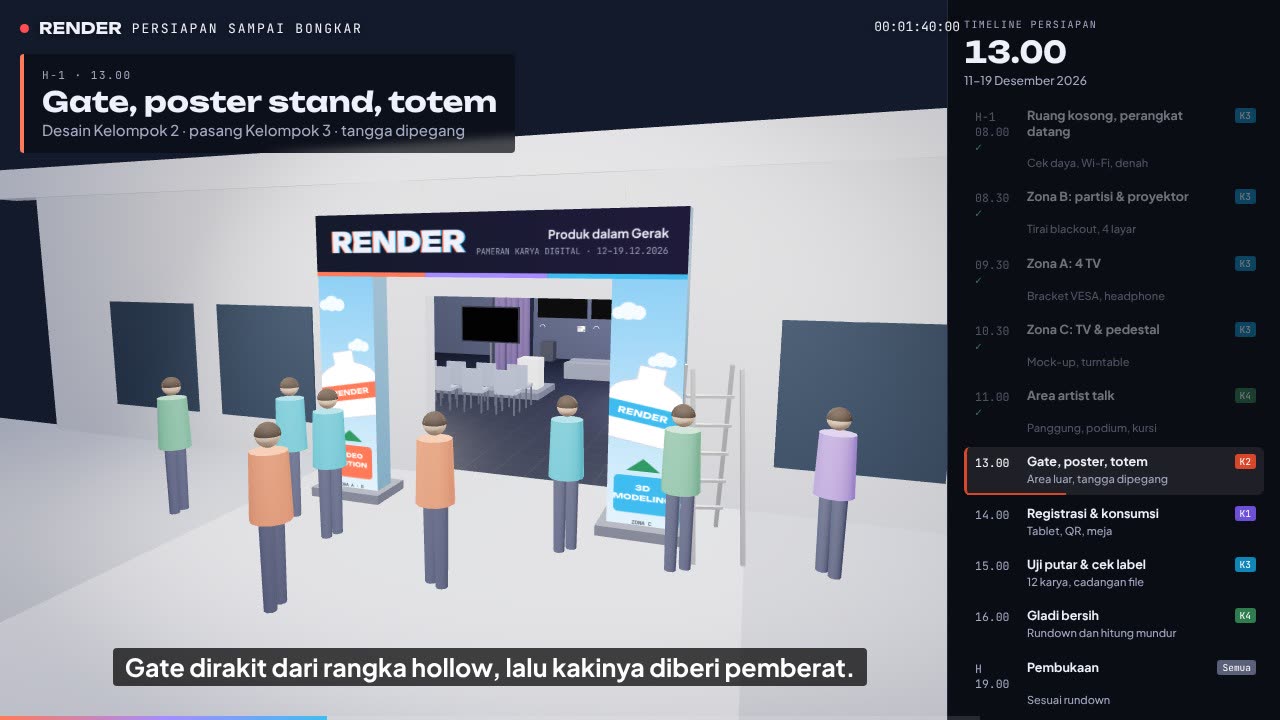 RENDER PERSIAPAN SAMPAI BONGKAR
00:01:40:00
H-1 · 13.00
Gate, poster stand, totem
Desain Kelompok 2 · pasang Kelompok 3 · tangga dipegang
RENDER
Produk dalam Gerak
PAMERAN KARYA DIGITAL · 12–19.12.2026
RENDER
RENDER
3D
MODELING
ZONA C
Gate dirakit dari rangka hollow, lalu kakinya diberi pemberat.
TIMELINE PERSIAPAN
13.00
11–19 Desember 2026
H-1
08.00
✓
Ruang kosong, perangkat
datang
K3
Cek daya, Wi-Fi, denah
08.30
✓
Zona B: partisi & proyektor
K3
Tirai blackout, 4 layar
09.30
✓
Zona A: 4 TV
K3
Bracket VESA, headphone
10.30
✓
Zona C: TV & pedestal
K3
Mock-up, turntable
11.00
✓
Area artist talk
K4
Panggung, podium, kursi
13.00
Gate, poster, totem
K2
Area luar, tangga dipegang
14.00
Registrasi & konsumsi
K1
Tablet, QR, meja
15.00
Uji putar & cek label
K3
12 karya, cadangan file
16.00
Gladi bersih
K4
Rundown dan hitung mundur
H
19.00
Pembukaan
Semua
Sesuai rundown